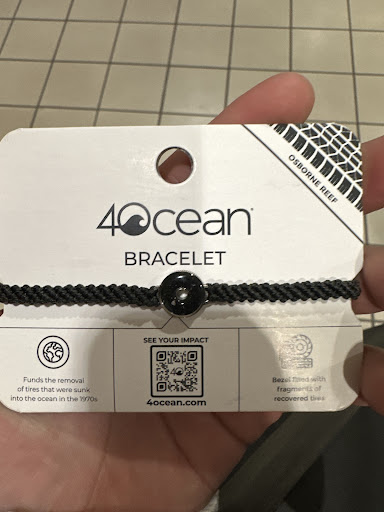 OSBORNE REEF
4Ocean®
BRACELET
SEE YOUR IMPACT
Funds the removal
of tires that were sunk
into the ocean in the 1970s
4ocean.com
Bezel filled with
fragments of
recovered tires